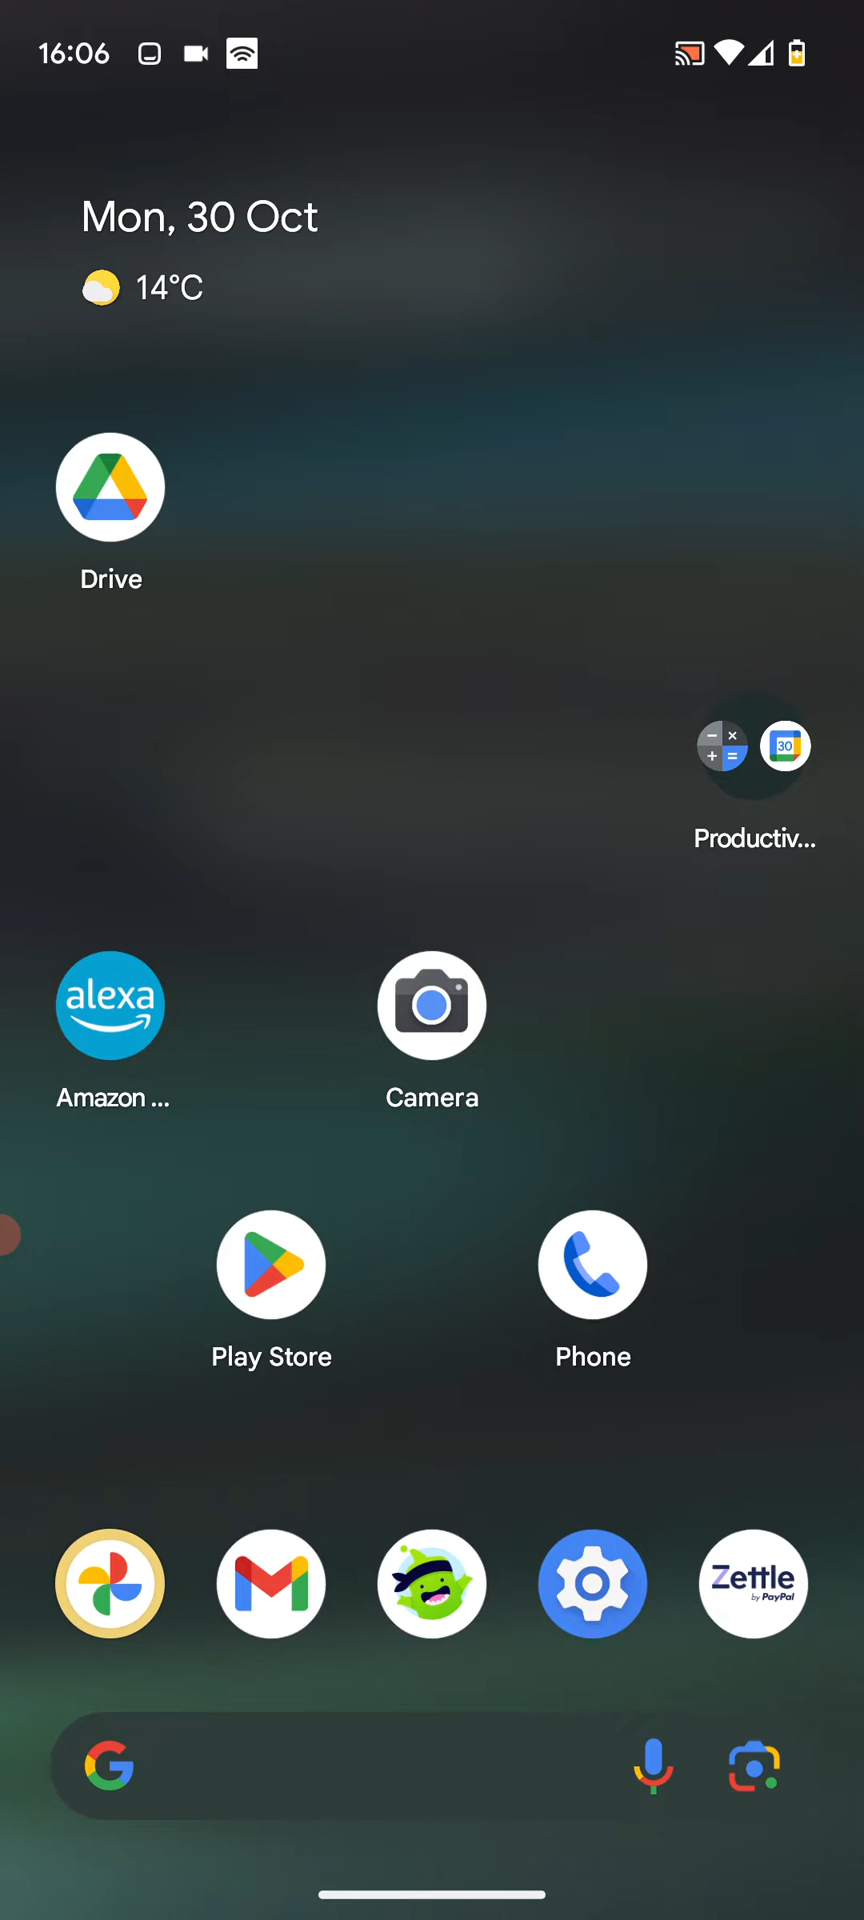 16:06
Mon, 30 Oct
14°C
Drive
30
Productiv...
alexa
Amazon ...
Camera
Play Store
Phone
Zettle
by PayPal